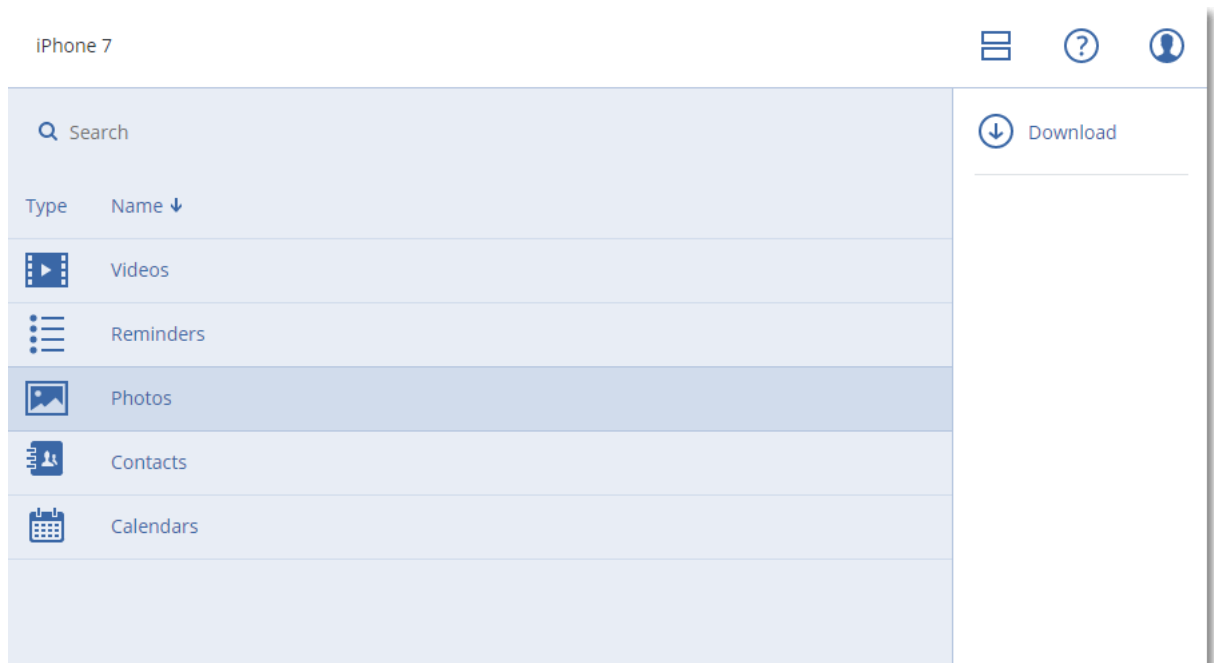 iPhone 7
Search
Download
Type Name
Videos
Reminders
Photos
Contacts
Calendars